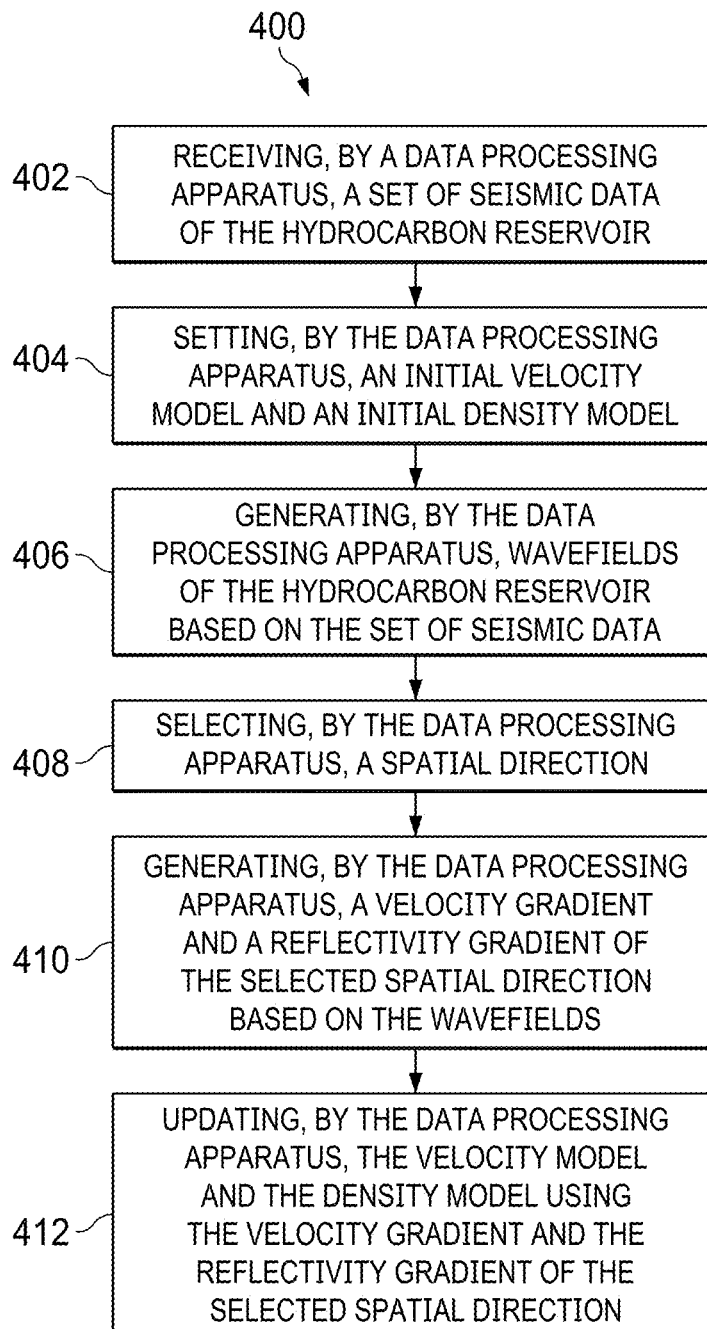 400
402
RECEIVING, BY A DATA PROCESSING
APPARATUS, A SET OF SEISMIC DATA
OF THE HYDROCARBON RESERVOIR
404
SETTING, BY THE DATA PROCESSING
APPARATUS, AN INITIAL VELOCITY
MODEL AND AN INITIAL DENSITY MODEL
406
GENERATING, BY THE DATA
PROCESSING APPARATUS, WAVEFIELDS
OF THE HYDROCARBON RESERVOIR
BASED ON THE SET OF SEISMIC DATA
408
SELECTING, BY THE DATA PROCESSING
APPARATUS, A SPATIAL DIRECTION
410
GENERATING, BY THE DATA PROCESSING
APPARATUS, A VELOCITY GRADIENT
AND A REFLECTIVITY GRADIENT OF
THE SELECTED SPATIAL DIRECTION
BASED ON THE WAVEFIELDS
412
UPDATING, BY THE DATA PROCESSING
APPARATUS, THE VELOCITY MODEL
AND THE DENSITY MODEL USING
THE VELOCITY GRADIENT AND THE
REFLECTIVITY GRADIENT OF THE
SELECTED SPATIAL DIRECTION